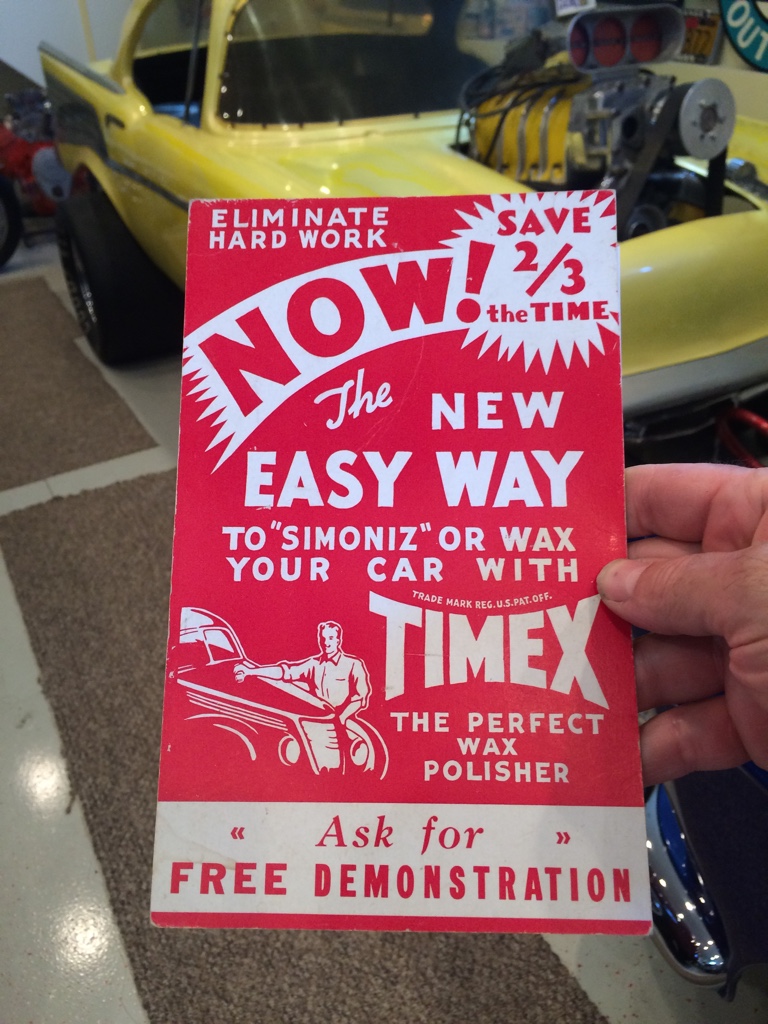 ELIMINATE
HARD WORK
SAVE
2/3
the TIME
NOW!
The NEW
EASY WAY
TO "SIMONIZ" OR WAX
YOUR CAR WITH
TRADE MARK REG. U.S. PAT. OFF.
TIMEX
THE PERFECT
WAX
POLISHER
« Ask for »
FREE DEMONSTRATION
OUT